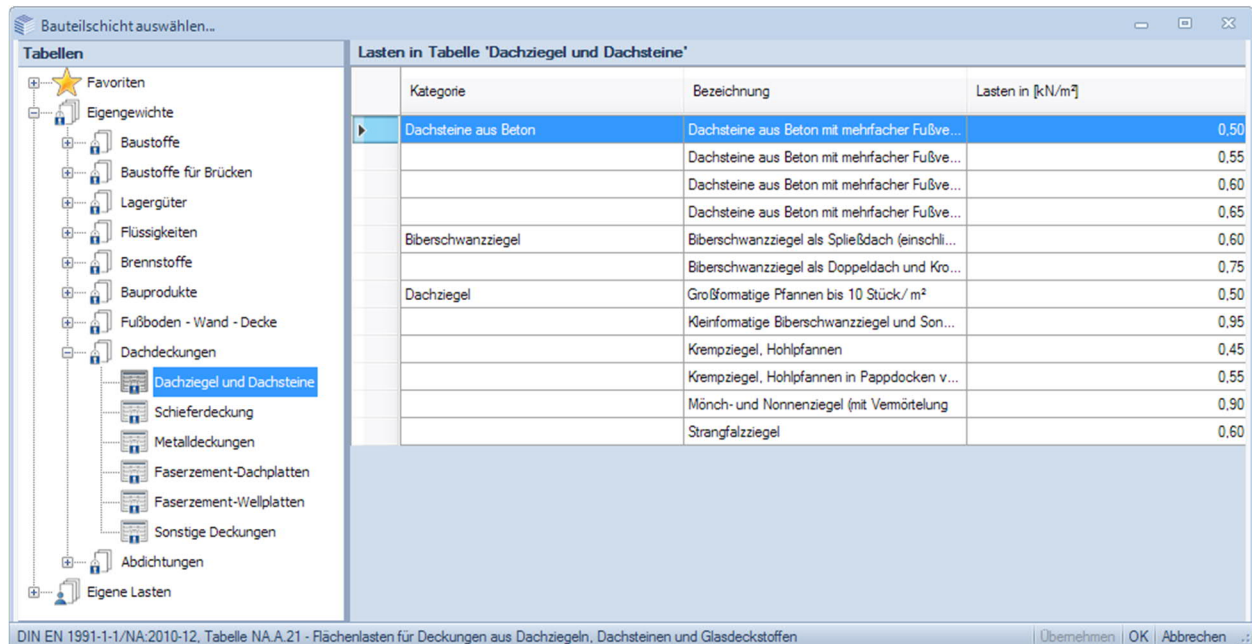 Bauteilschicht auswählen...
Tabellen
Favoriten
Eigengewichte
Baustoffe
Baustoffe für Brücken
Lagergüter
Flüssigkeiten
Brennstoffe
Bauprodukte
Fußboden - Wand - Decke
Dachdeckungen
Dachziegel und Dachsteine
Schieferdeckung
Metalldeckungen
Faserzement-Dachplatten
Faserzement-Wellplatten
Sonstige Deckungen
Abdichtungen
Eigene Lasten
Lasten in Tabelle 'Dachziegel und Dachsteine'
Kategorie Bezeichnung Lasten in [kN/m²]
Dachsteine aus Beton Dachsteine aus Beton mit mehrfacher Fußve... 0,50
Dachsteine aus Beton mit mehrfacher Fußve... 0,55
Dachsteine aus Beton mit mehrfacher Fußve... 0,60
Dachsteine aus Beton mit mehrfacher Fußve... 0,65
Biberschwanzziegel Biberschwanzziegel als Spließdach (einschli... 0,60
Biberschwanzziegel als Doppeldach und Kro... 0,75
Dachziegel Großformatige Pfannen bis 10 Stück/ m² 0,50
Kleinformatige Biberschwanzziegel und Son... 0,95
Krempziegel, Hohlpfannen 0,45
Krempziegel, Hohlpfannen in Pappdocken v... 0,55
Mönch- und Nonnenziegel (mit Vermörtelung 0,90
Strangfalzziegel 0,60
DIN EN 1991-1-1/NA:2010-12, Tabelle NA.A.21 - Flächenlasten für Deckungen aus Dachziegeln, Dachsteinen und Glasdeckstoffen
Übernehmen OK Abbrechen